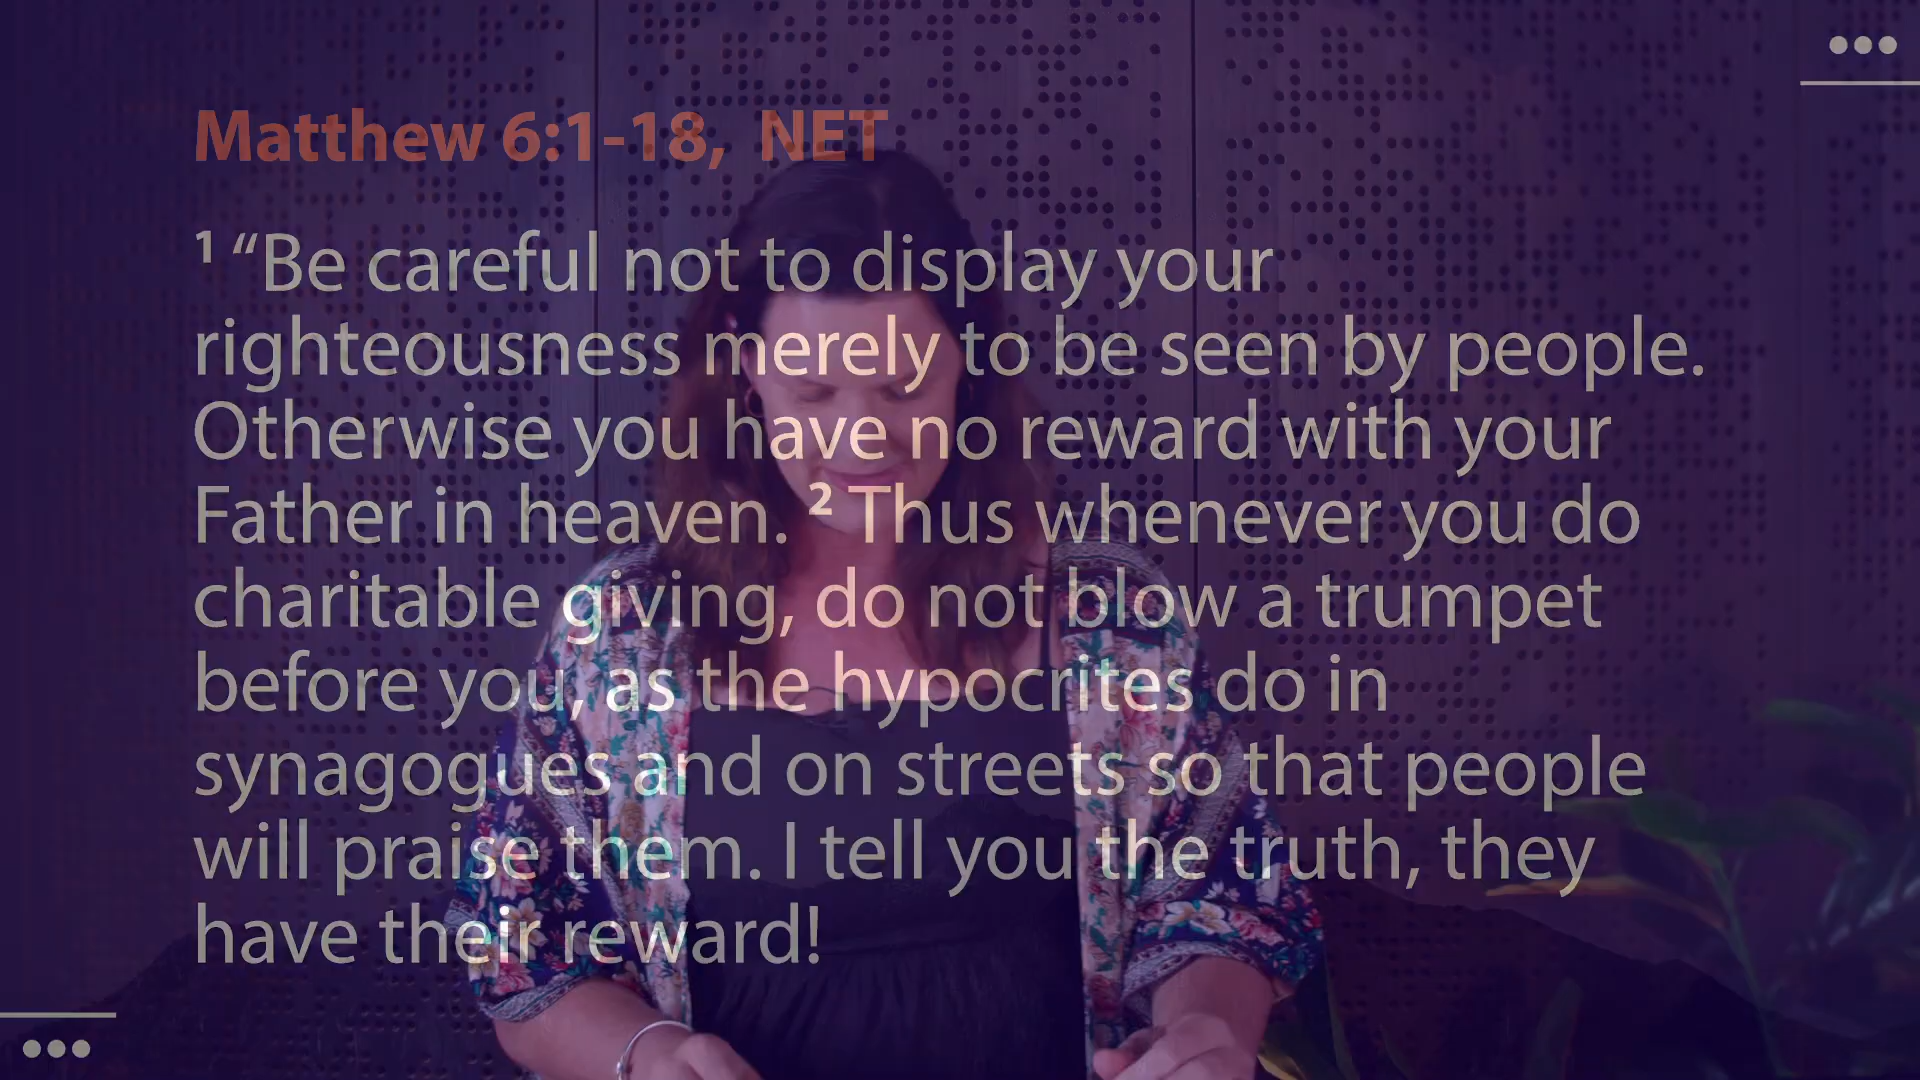 Matthew 6:1-18, NET
¹ “Be careful not to display your
righteousness merely to be seen by people.
Otherwise you have no reward with your
Father in heaven. ² Thus whenever you do
charitable giving, do not blow a trumpet
before you, as the hypocrites do in
synagogues and on streets so that people
will praise them. I tell you the truth, they
have their reward!